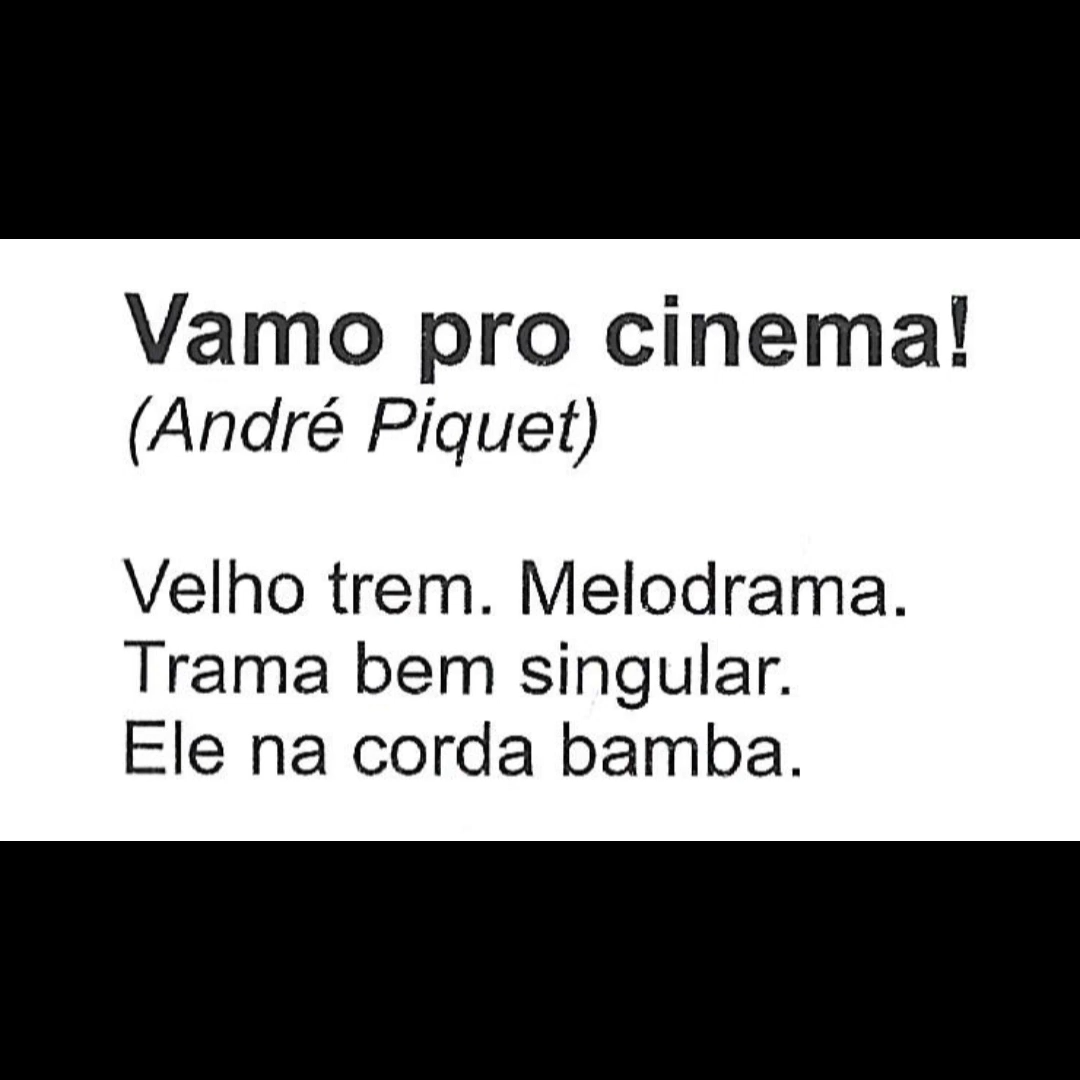 Vamo pro cinema!
(André Piquet)
Velho trem. Melodrama.
Trama bem singular.
Ele na corda bamba.